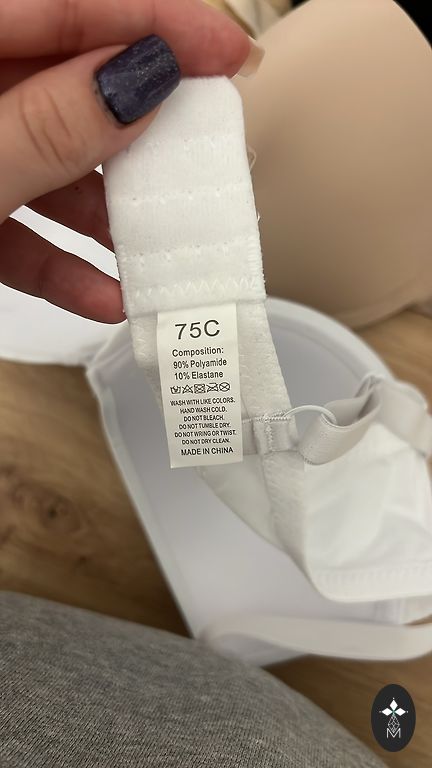 75C
Composition:
90% Polyamide
10% Elastane
WASH WITH LIKE COLORS.
HAND WASH COLD.
DO NOT BLEACH.
DO NOT TUMBLE DRY.
DO NOT WRING OR TWIST.
DO NOT DRY CLEAN.
MADE IN CHINA
M